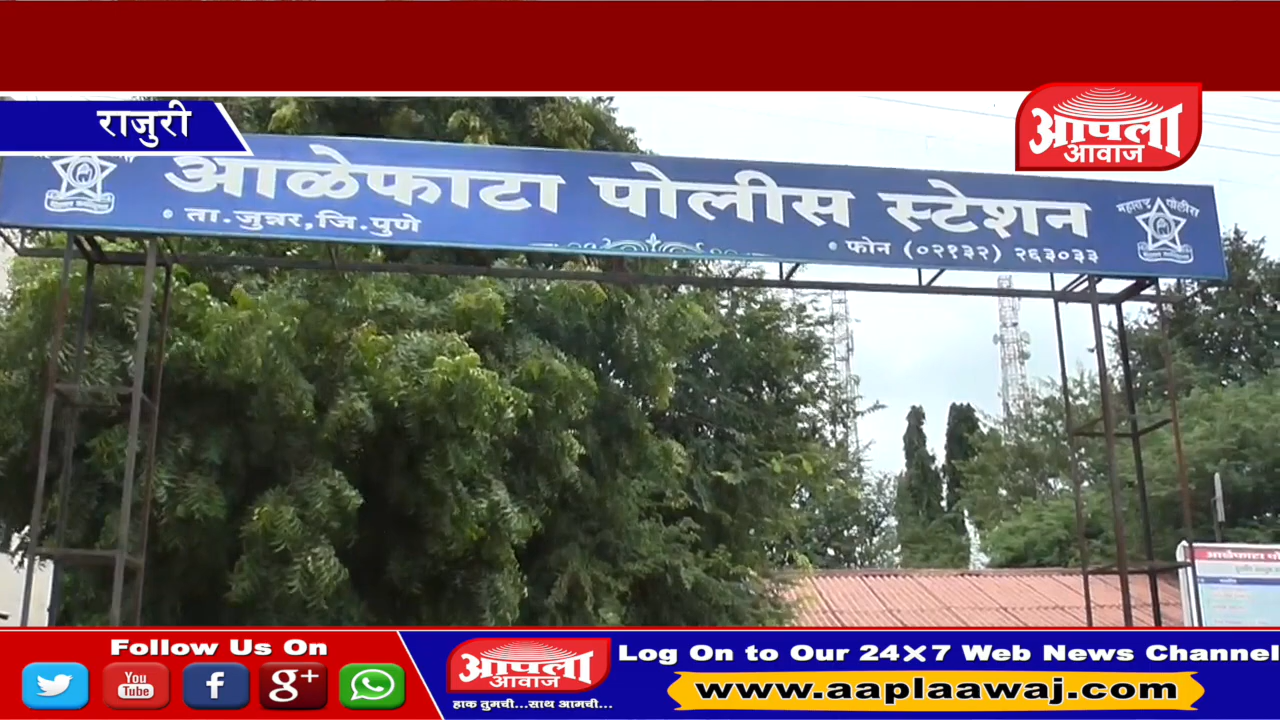 राजुरी
आपला
आवाज
आळेफाटा पोलीस स्टेशन
ता.जुन्नर,जि.पुणे
फोन (०२१३२) २६३०३३
महाराष्ट्र पोलीस
आळेफाटा
Follow Us On
You
Tube
f
g+
आपला
आवाज
हाक तुमची...साथ आमची...
Log On to Our 24X7 Web News Channel
www.aaplaawaj.com